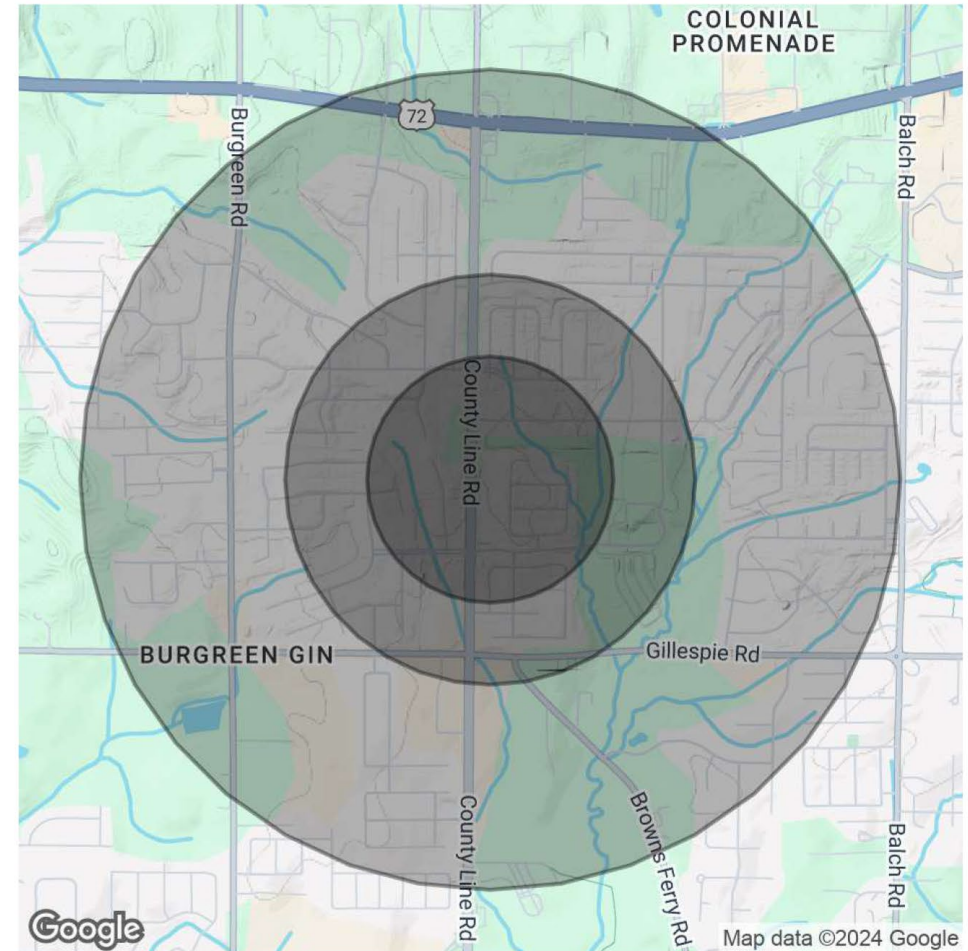 COLONIAL
PROMENADE
72
Burgreen Rd
Balch Rd
County Line Rd
BURGREEN GIN
Gillespie Rd
County Line Rd
Browns Ferry Rd
Balch Rd
Google
Map data ©2024 Google